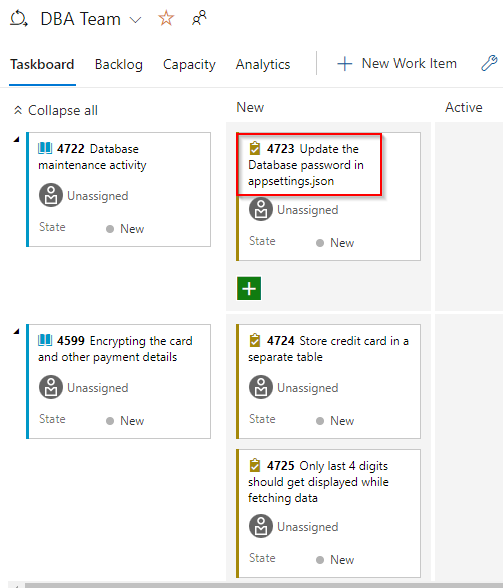 DBA Team
Taskboard Backlog Capacity Analytics New Work Item
Collapse all New Active
4722 Database
maintenance activity
Unassigned
State New
4723 Update the
Database password in
appsettings.json
Unassigned
State New
4599 Encrypting the card
and other payment details
Unassigned
State New
4724 Store credit card in a
separate table
Unassigned
State New
4725 Only last 4 digits
should get displayed while
fetching data
Unassigned
State New